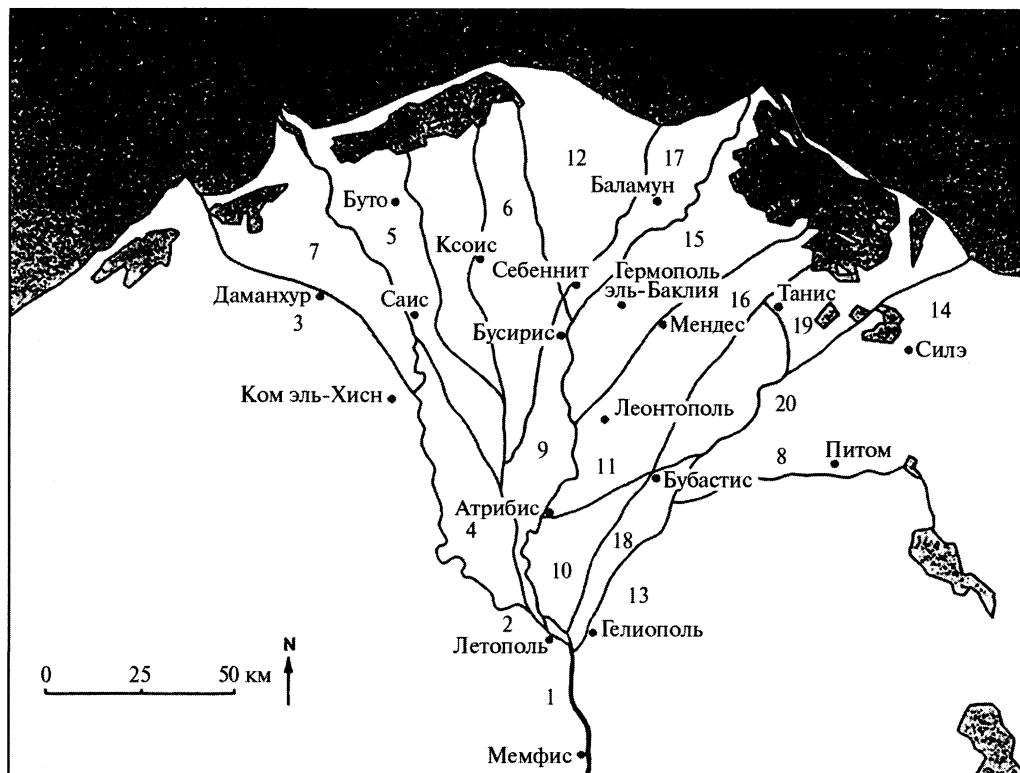 12
17
Баламун
Буто
5
6
Ксоис
15
7
Себеннит
Гермополь
эль-Баклия
Даманхур
3
Саис
16
Танис
19
14
Бусирис
Мендес
Силэ
Ком эль-Хисн
Леонтополь
20
9
11
8
Питом
Бубастис
Атрибис
4
18
10
13
2
Гелиополь
Летополь
N
0
25
50 км
1
Мемфис